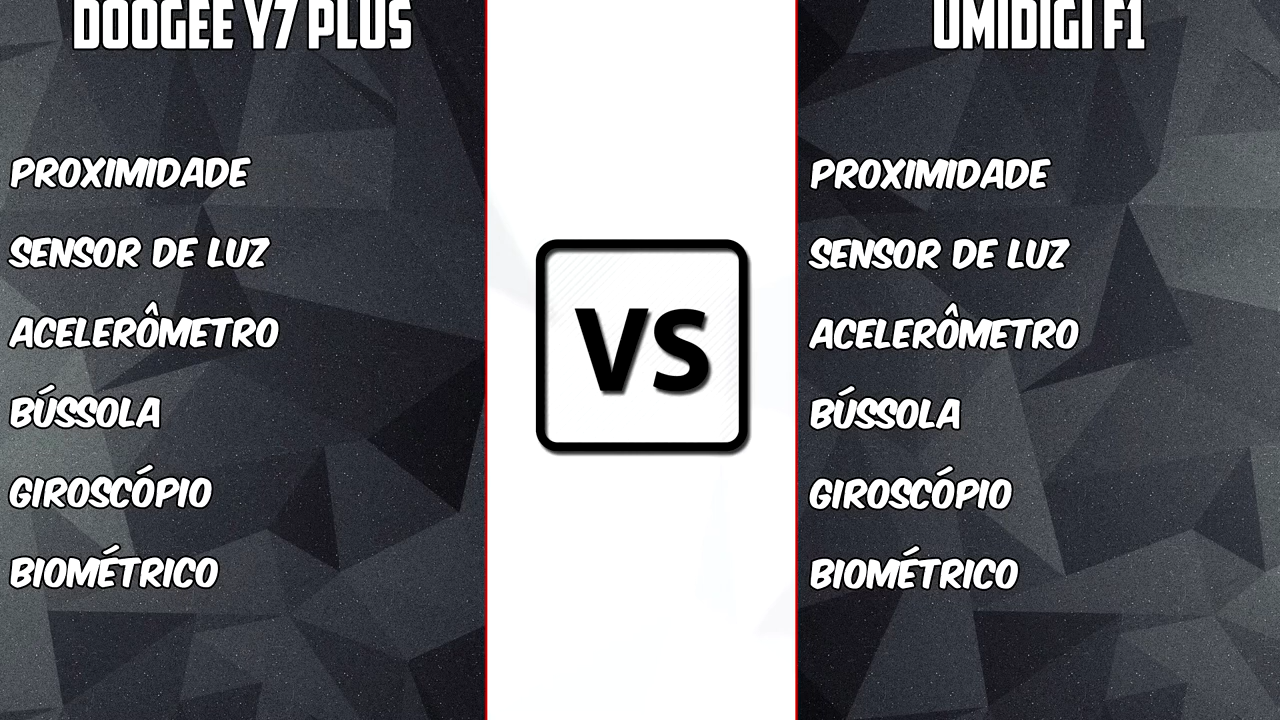 DOOGEE Y7 PLUS
PROXIMIDADE
SENSOR DE LUZ
ACELERÔMETRO
BÚSSOLA
GIROSCÓPIO
BIOMÉTRICO
VS
UMIDIGI F1
PROXIMIDADE
SENSOR DE LUZ
ACELERÔMETRO
BÚSSOLA
GIROSCÓPIO
BIOMÉTRICO